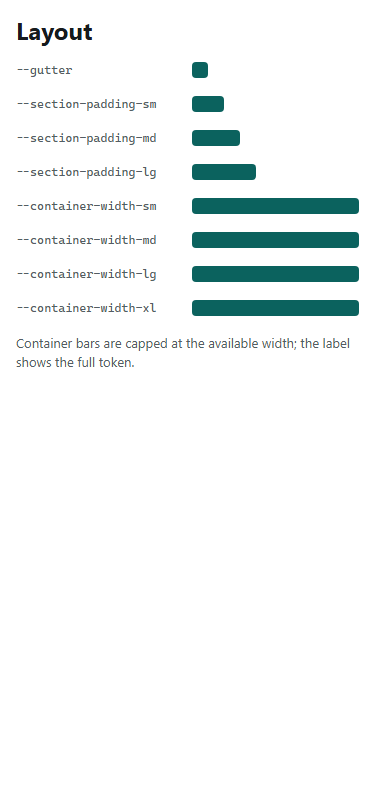 Layout
--gutter
--section-padding-sm
--section-padding-md
--section-padding-lg
--container-width-sm
--container-width-md
--container-width-lg
--container-width-xl
Container bars are capped at the available width; the label
shows the full token.